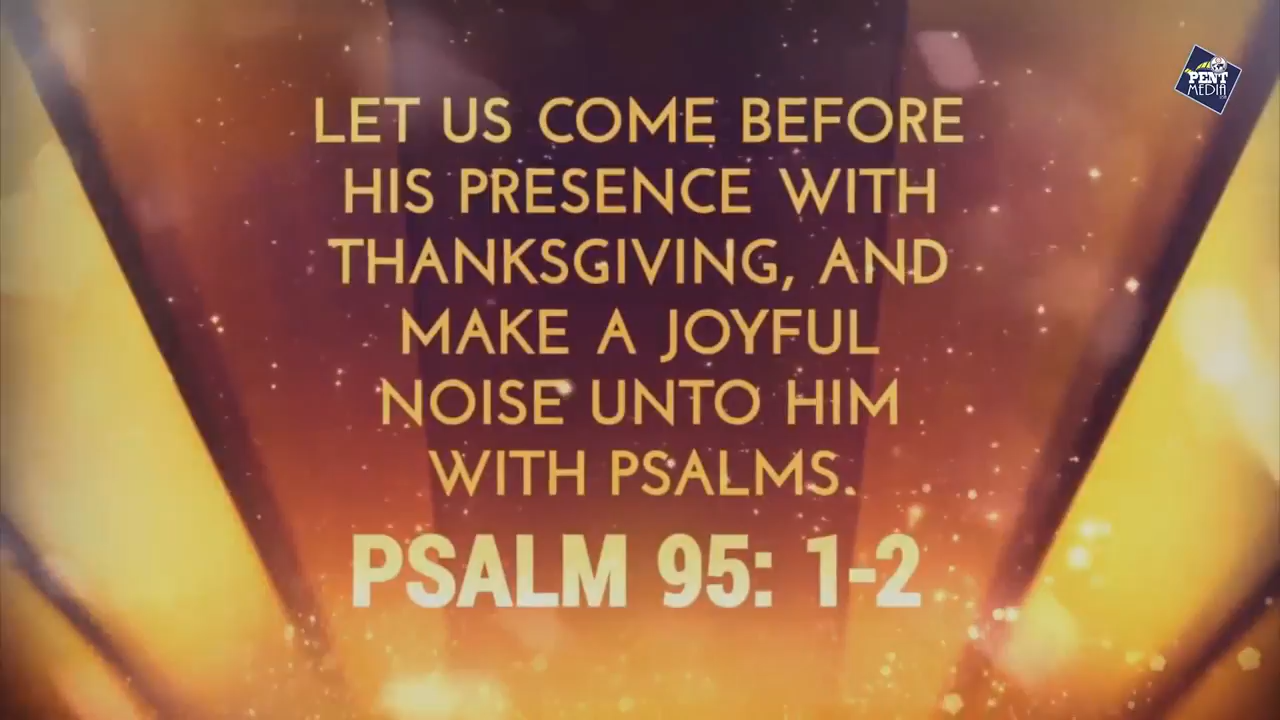 PENT
MEDIA
LET US COME BEFORE
HIS PRESENCE WITH
THANKSGIVING, AND
MAKE A JOYFUL
NOISE UNTO HIM
WITH PSALMS.
PSALM 95: 1-2